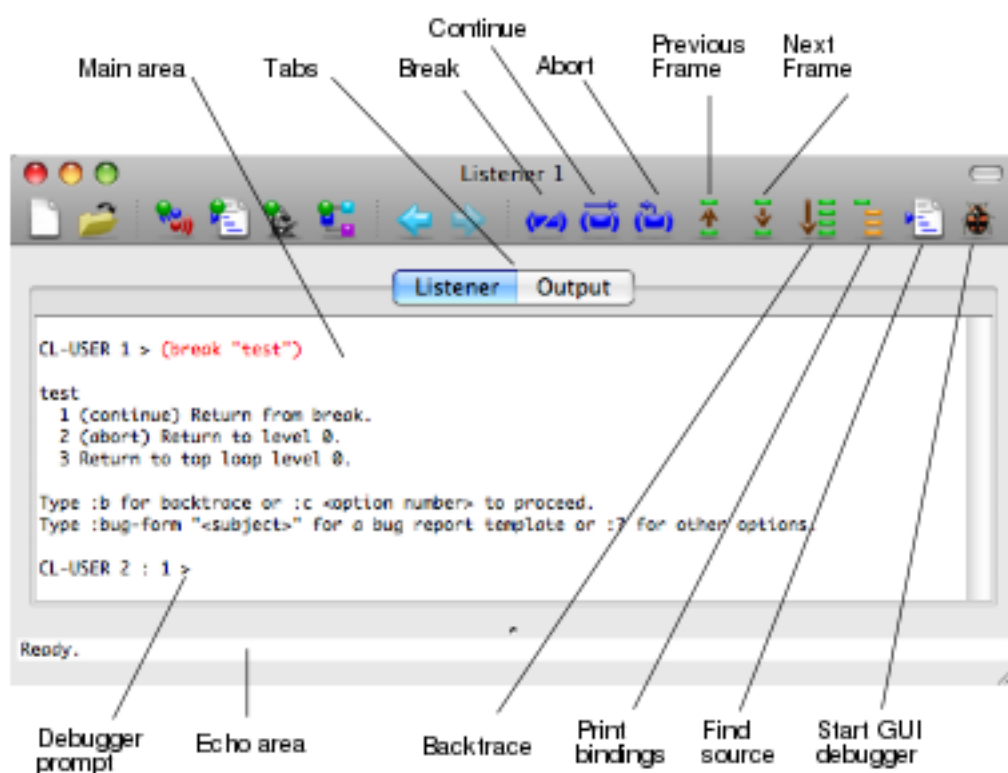 Continue
Previous
Frame
Next
Frame
Main area
Tabs
Break
Abort
Listener 1
Listener
Output
CL-USER 1 > (break "test")
test
1 (continue) Return from break.
2 (abort) Return to level 0.
3 Return to top loop level 0.
Type :b for backtrace or :c <option number> to proceed.
Type :bug-form "<subject>" for a bug report template or :? for other options.
CL-USER 2 : 1 >
Ready.
Debugger
prompt
Echo area
Backtrace
Print
bindings
Find
source
Start GUI
debugger